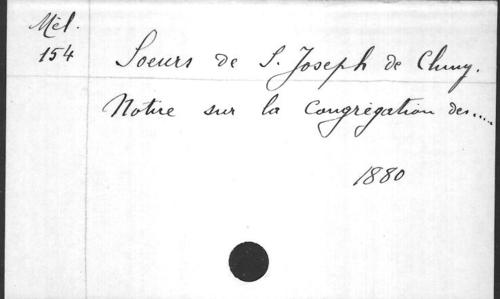 Mél.
154
Soeurs de S. Joseph de Cluny.
Notice sur la Congrégation des....
1880